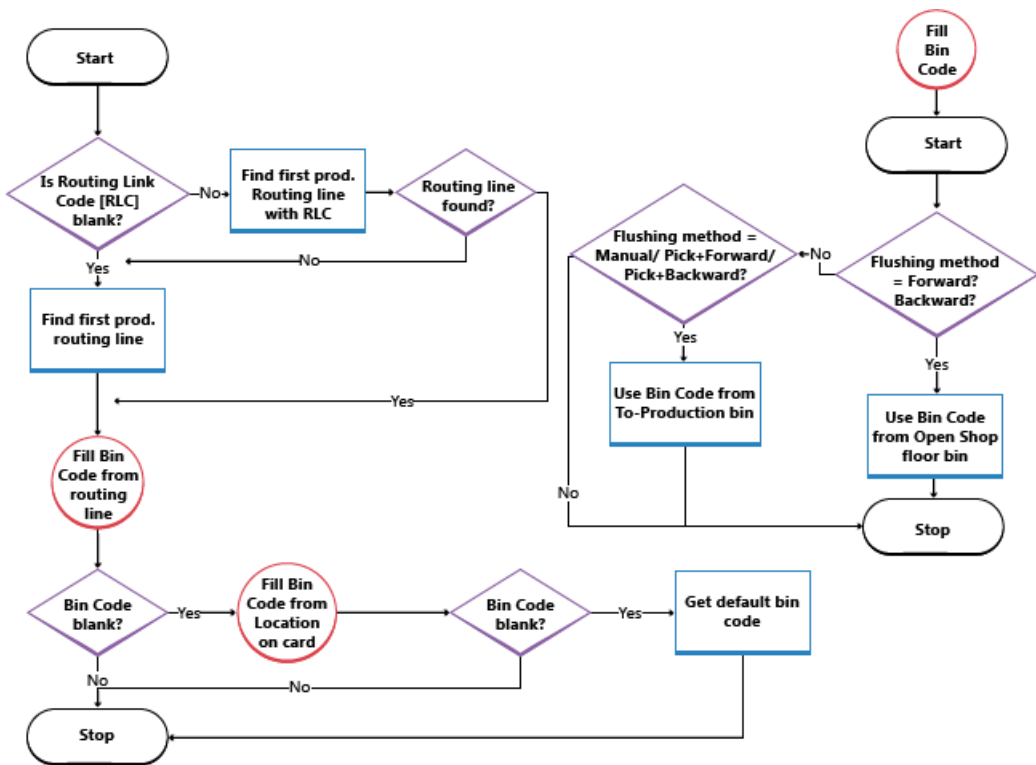 Start
Is Routing Link
Code [RLC]
blank?
No
Find first prod.
Routing line
with RLC
Routing line
found?
No
Yes
Find first prod.
routing line
Yes
Fill Bin
Code from
routing
line
Bin Code
blank?
Yes
Fill Bin
Code from
Location
on card
Bin Code
blank?
Yes
Get default bin
code
No
No
Stop
Fill
Bin
Code
Start
Flushing method
= Forward?
Backward?
No
Flushing method =
Manual/ Pick+Forward/
Pick+Backward?
Yes
Yes
Use Bin Code from
To-Production bin
Use Bin Code
from Open Shop
floor bin
No
Stop